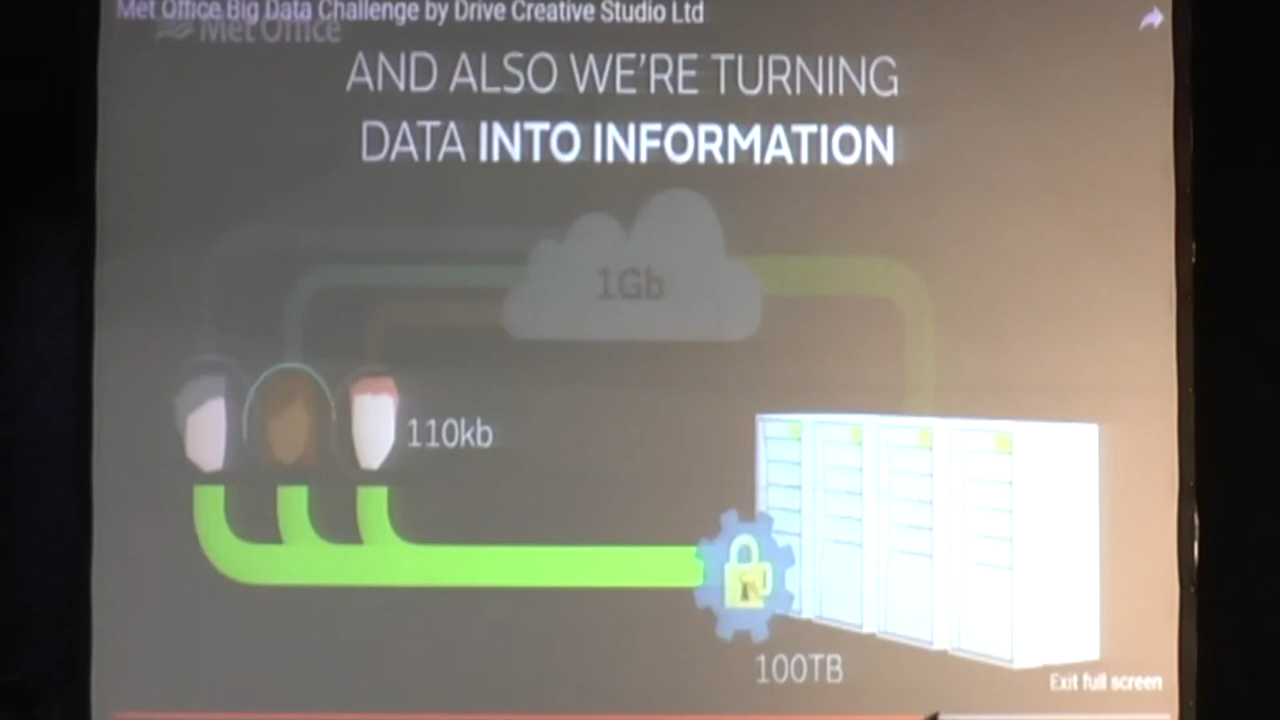 Met Office Big Data Challenge by Drive Creative Studio Ltd
Met Office
AND ALSO WE'RE TURNING
DATA INTO INFORMATION
1Gb
110kb
100TB
Exit full screen